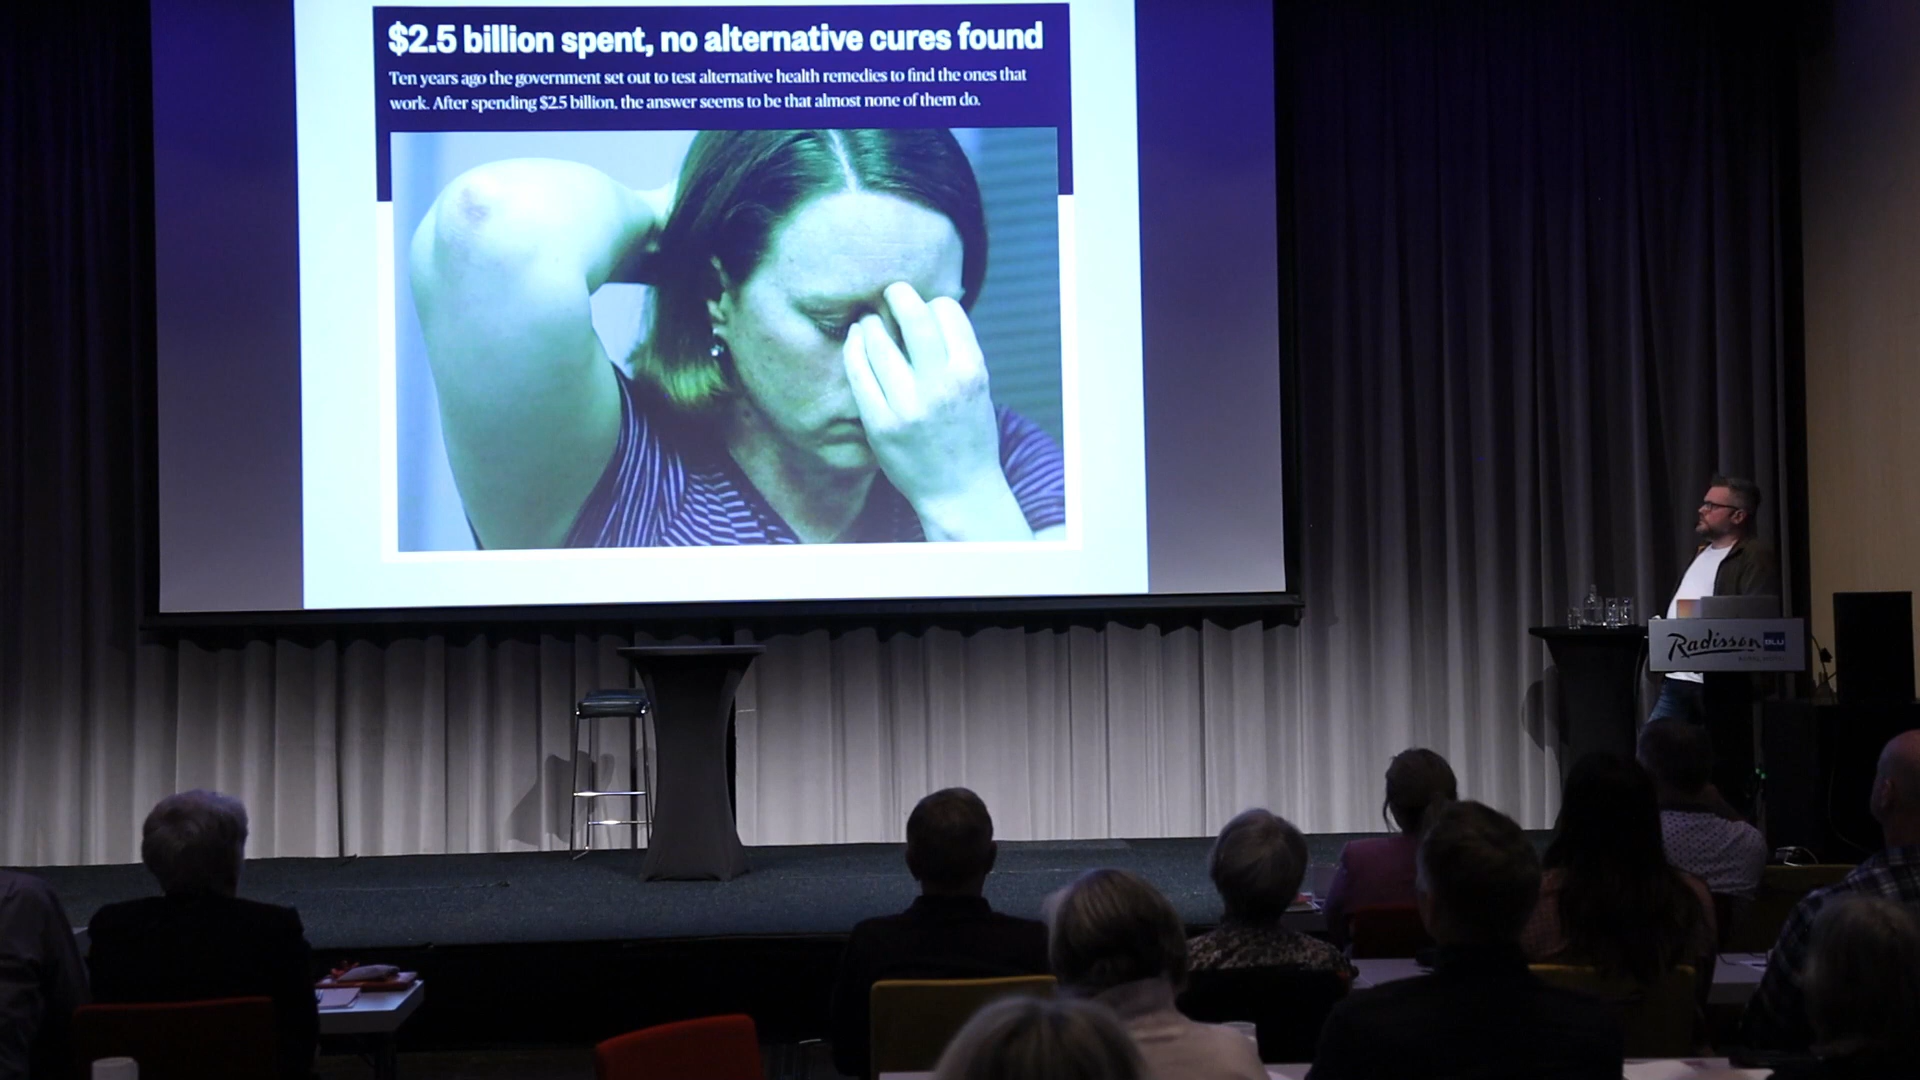 $2.5 billion spent, no alternative cures found
Ten years ago the government set out to test alternative health remedies to find the ones that
work. After spending $2.5 billion, the answer seems to be that almost none of them do.
Radisson BLU